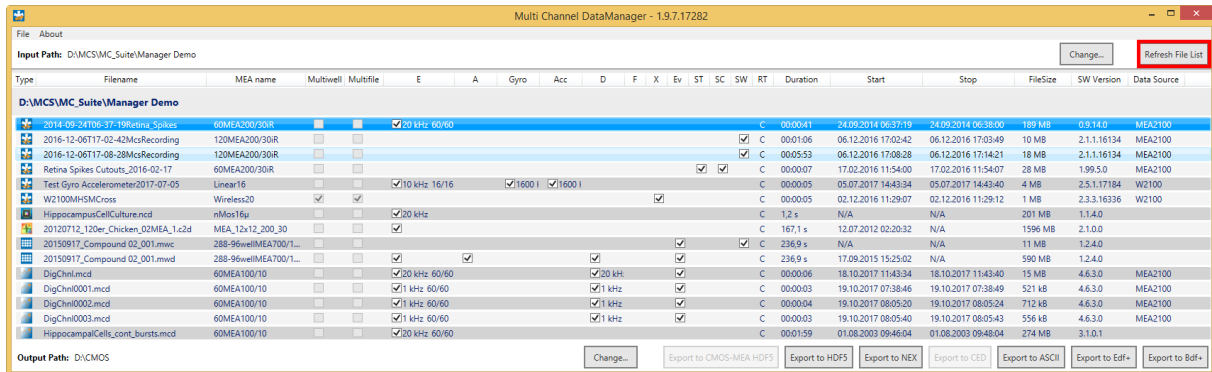 Multi Channel DataManager - 1.9.7.17282
File About
Input Path: D:\MCS\MC_Suite\Manager Demo Change... Refresh File List
Type Filename MEA name Multiwell Multifile E A Gyro Acc D F X Ev ST SC SW RT Duration Start Stop FileSize SW Version Data Source
D:\MCS\MC_Suite\Manager Demo
2014-09-24T06-37-19Retina_Spikes 60MEA200/30iR 20 kHz 60/60 C 00:00:41 24.09.2014 06:37:19 24.09.2014 06:38:00 189 MB 0.9.14.0 MEA2100
2016-12-06T17-02-42McsRecording 120MEA200/30iR C 00:01:06 06.12.2016 17:02:42 06.12.2016 17:03:49 10 MB 2.1.1.16134 MEA2100
2016-12-06T17-08-28McsRecording 120MEA200/30iR C 00:05:53 06.12.2016 17:08:28 06.12.2016 17:14:21 18 MB 2.1.1.16134 MEA2100
Retina Spikes Cutouts_2016-02-17 60MEA200/30iR C 00:00:07 17.02.2016 11:54:00 17.02.2016 11:54:07 28 MB 1.99.5.0 MEA2100
Test Gyro Accelerometer2017-07-05 Linear16 10 kHz 16/16 1600 1600 C 00:00:05 05.07.2017 14:43:34 05.07.2017 14:43:40 4 MB 2.5.1.17184 W2100
W2100MHSMCross Wireless20 C 00:00:05 02.12.2016 11:29:07 02.12.2016 11:29:12 1 MB 2.3.3.16336 W2100
HippocampusCellCulture.ncd nMos16µ 20 kHz C 1,2 s N/A N/A 201 MB 1.1.4.0
20120712_120er_Chicken_02MEA_1.c2d MEA_12x12_200_30 C 167,1 s 12.07.2012 02:20:32 N/A 1596 MB 2.1.0.0
20150917_Compound 02_001.mwc 288-96wellMEA700/1... C 236,9 s N/A N/A 11 MB 1.2.4.0
20150917_Compound 02_001.mwd 288-96wellMEA700/1... C 236,9 s 17.09.2015 15:25:02 N/A 590 MB 1.2.4.0
DigChnl.mcd 60MEA100/10 20 kHz 60/60 20 kH: C 00:00:06 18.10.2017 11:43:34 18.10.2017 11:43:40 15 MB 4.6.3.0 MEA2100
DigChnl0001.mcd 60MEA100/10 1 kHz 60/60 1 kHz C 00:00:03 19.10.2017 07:38:46 19.10.2017 07:38:49 521 kB 4.6.3.0 MEA2100
DigChnl0002.mcd 60MEA100/10 1 kHz 60/60 1 kHz C 00:00:04 19.10.2017 08:05:20 19.10.2017 08:05:24 712 kB 4.6.3.0 MEA2100
DigChnl0003.mcd 60MEA100/10 1 kHz 60/60 1 kHz C 00:00:03 19.10.2017 08:05:40 19.10.2017 08:05:43 556 kB 4.6.3.0 MEA2100
HippocampalCells_cont_bursts.mcd 60MEA100/10 20 kHz 60/60 C 00:01:59 01.08.2003 09:46:04 01.08.2003 09:48:04 274 MB 3.1.0.1
Output Path: D:\CMOS Change... Export to CMOS-MEA HDF5 Export to HDF5 Export to NEX Export to CED Export to ASCII Export to Edf+ Export to Bdf+